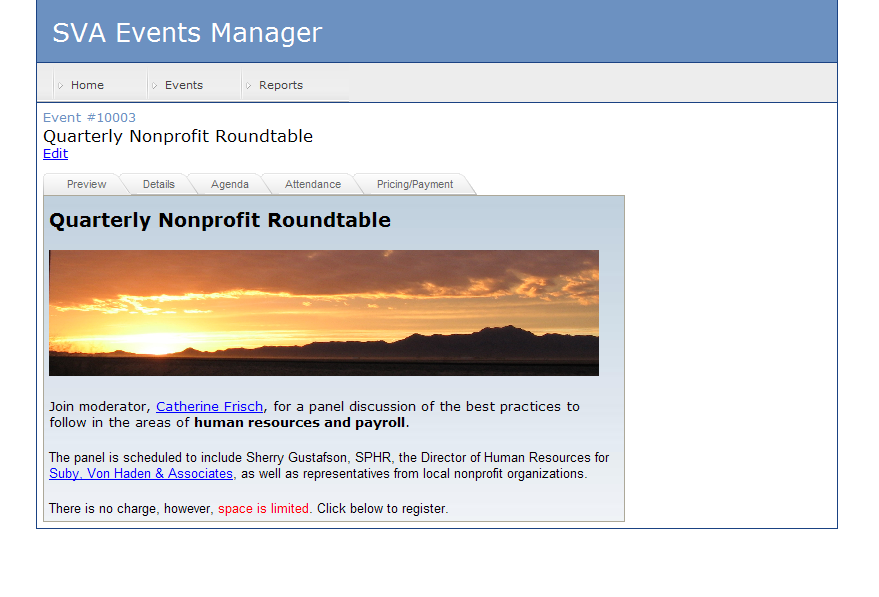 SVA Events Manager
Home Events Reports
Event #10003
Quarterly Nonprofit Roundtable
Edit
Preview Details Agenda Attendance Pricing/Payment
Quarterly Nonprofit Roundtable
Join moderator, Catherine Frisch, for a panel discussion of the best practices to
follow in the areas of human resources and payroll.
The panel is scheduled to include Sherry Gustafson, SPHR, the Director of Human Resources for
Suby, Von Haden & Associates, as well as representatives from local nonprofit organizations.
There is no charge, however, space is limited. Click below to register.